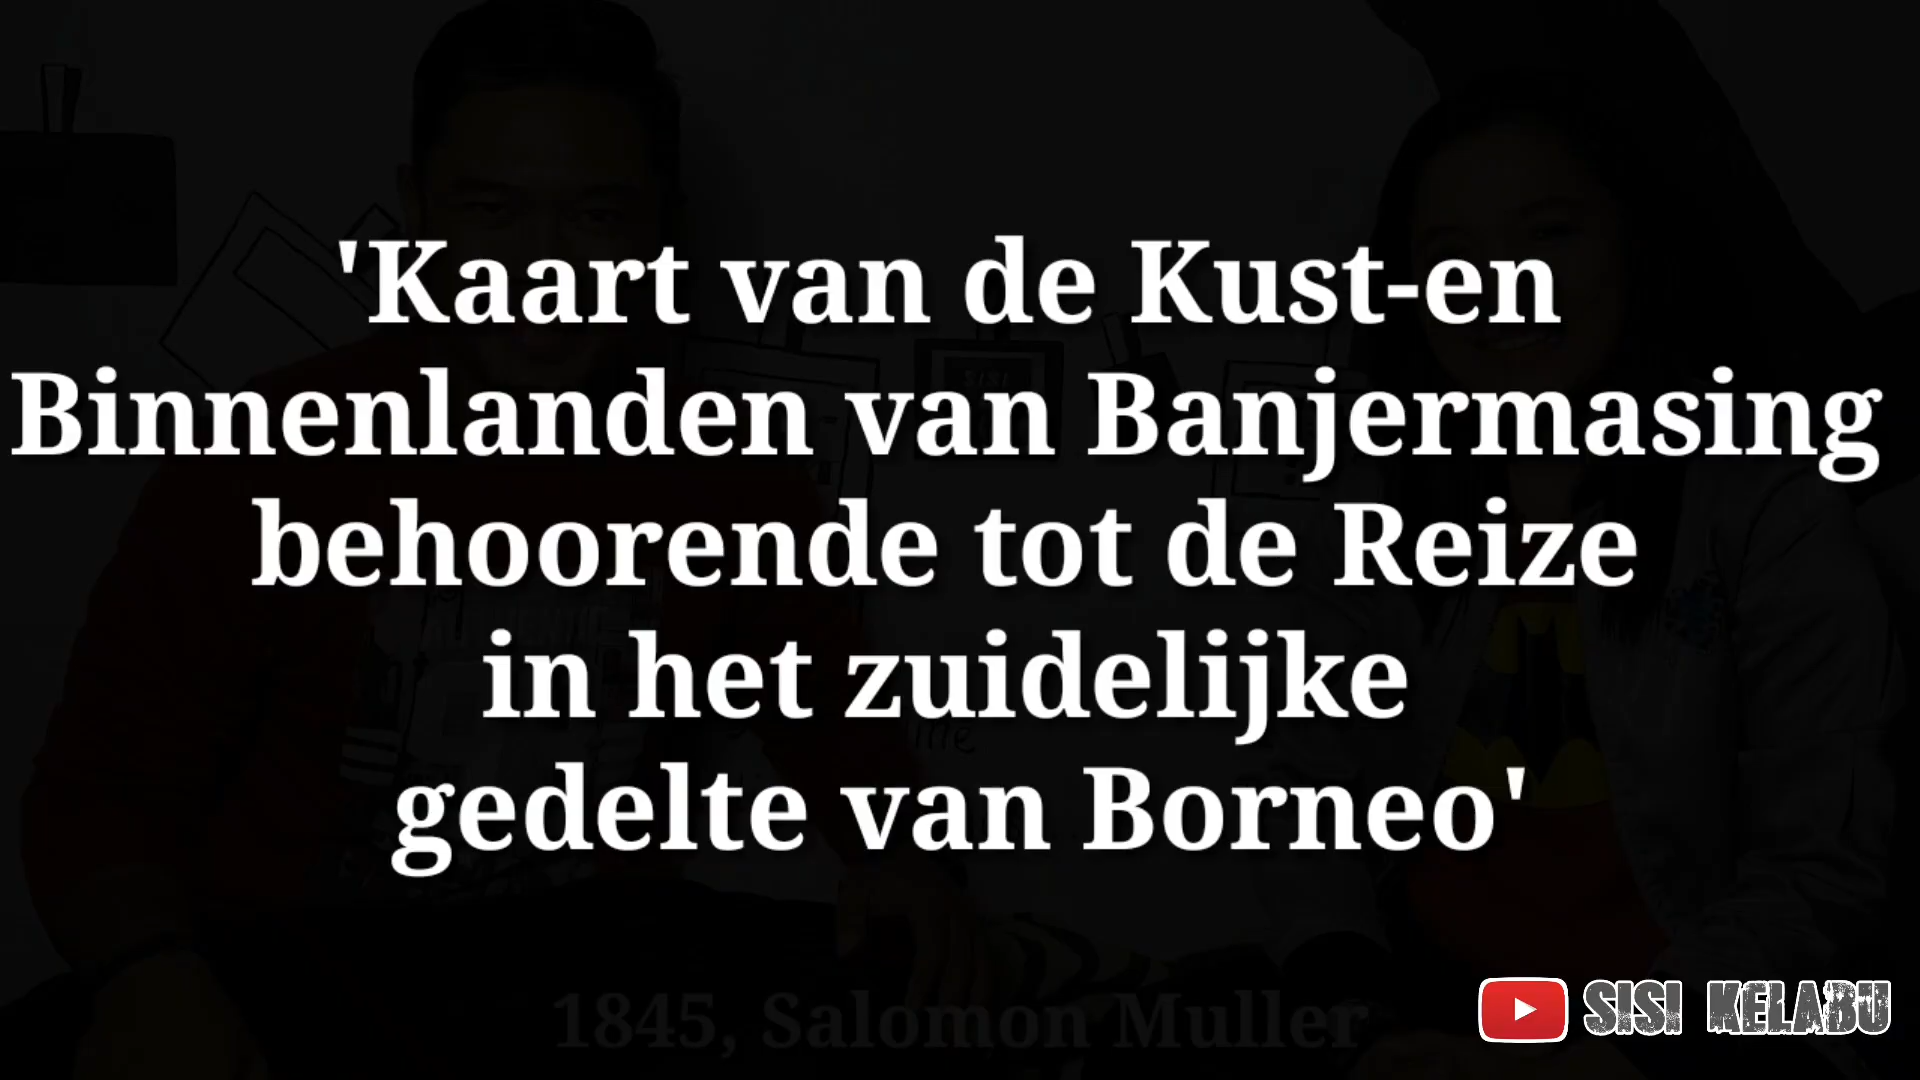 'Kaart van de Kust-en
Binnenlanden van Banjermasing
behoorende tot de Reize
in het zuidelijke
gedelte van Borneo'
1845, Salomon Muller
SISI KELABU